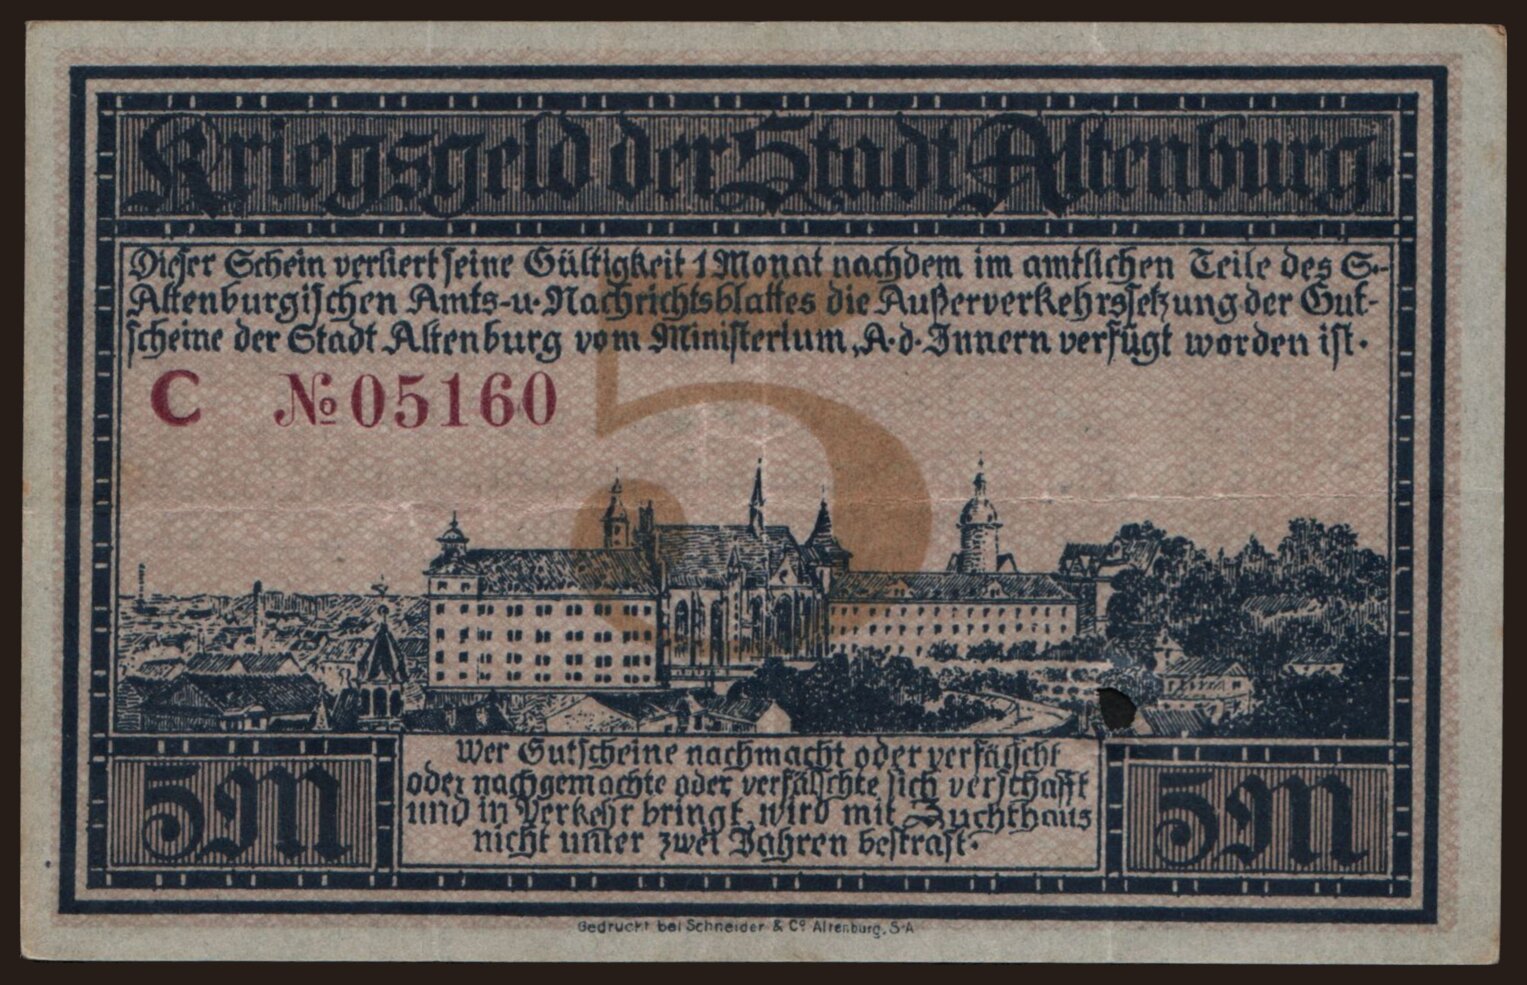 Kriegsgeld der Stadt Altenburg.
Dieser Schein verliert seine Gültigkeit 1 Monat nachdem im amtlichen Teile des S.-
Altenburgischen Amts- u. Nachrichtsblattes die Außerverkehrssetzung der Gut-
scheine der Stadt Altenburg vom Ministerium, A. d. Innern verfügt worden ist.
C No 05160
5
Wer Gutscheine nachmacht oder verfälscht
oder nachgemachte oder verfälschte sich verschafft
und in Verkehr bringt, wird mit Zuchthaus
nicht unter zwei Jahren bestraft.
5M
5M
Gedruckt bei Schneider & Co Altenburg, S-A